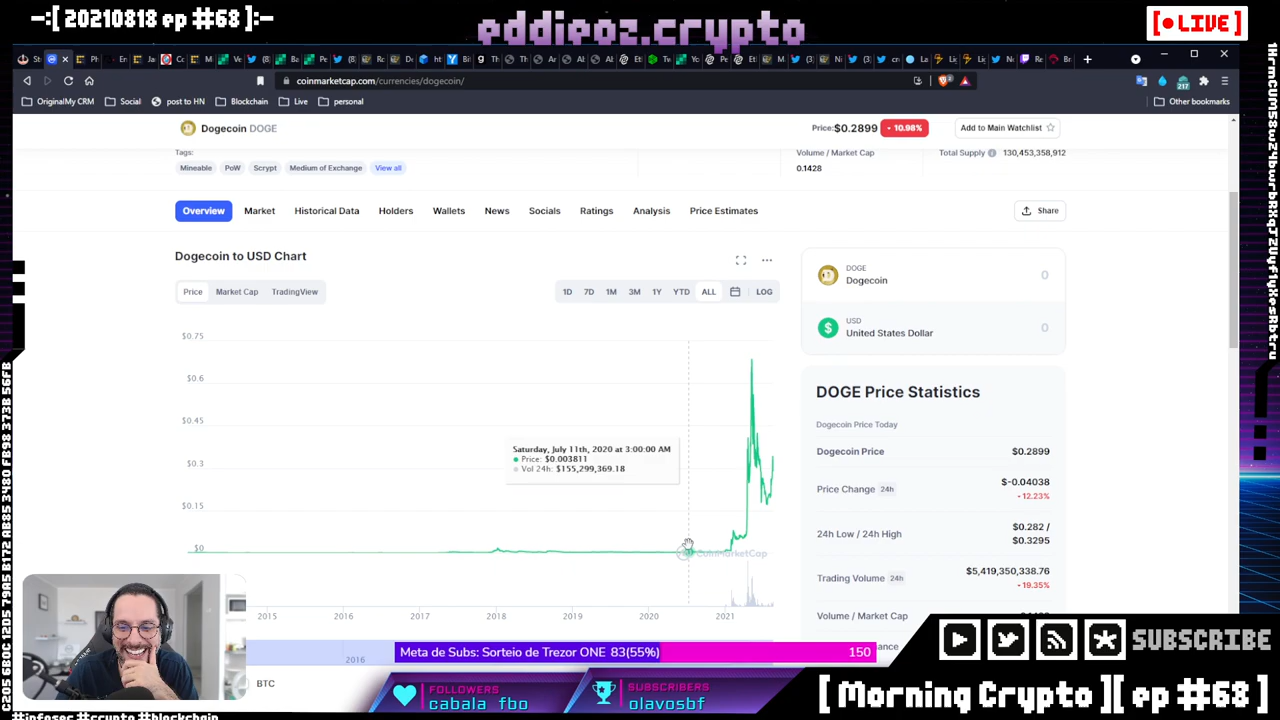 -:[ 20210818 ep #68 ]:-
eddieoz.crypto
[● LIVE]
coinmarketcap.com/currencies/dogecoin/
217
OriginalMy CRM
Social
post to HN
Blockchain
Live
personal
Other bookmarks
Dogecoin DOGE
Price: $0.2899
10.98%
Add to Main Watchlist
Tags:
Mineable
PoW
Scrypt
Medium of Exchange
View all
Volume / Market Cap
0.1428
Total Supply
130,453,358,912
Overview
Market
Historical Data
Holders
Wallets
News
Socials
Ratings
Analysis
Price Estimates
Share
Dogecoin to USD Chart
Price
Market Cap
TradingView
1D
7D
1M
3M
1Y
YTD
ALL
LOG
$0.75
$0.6
$0.45
$0.3
$0.15
$0
Saturday, July 11th, 2020 at 3:00:00 AM
Price: $0.003811
Vol 24h: $155,299,369.18
CoinMarketCap
2015
2016
2017
2018
2019
2020
2021
2016
BTC
DOGE
Dogecoin
0
USD
United States Dollar
0
DOGE Price Statistics
Dogecoin Price Today
Dogecoin Price
$0.2899
Price Change 24h
$-0.04038
12.23%
24h Low / 24h High
$0.282 /
$0.3295
Trading Volume 24h
$5,419,350,338.76
19.35%
Volume / Market Cap
Meta de Subs: Sorteio de Trezor ONE 83(55%)
150
FOLLOWERS
cabala_fbo
SUBSCRIBERS
olavosbf
SUBSCRIBE
[ Morning Crypto ][ ep #68 ]
#infosec #crypto #blockchain